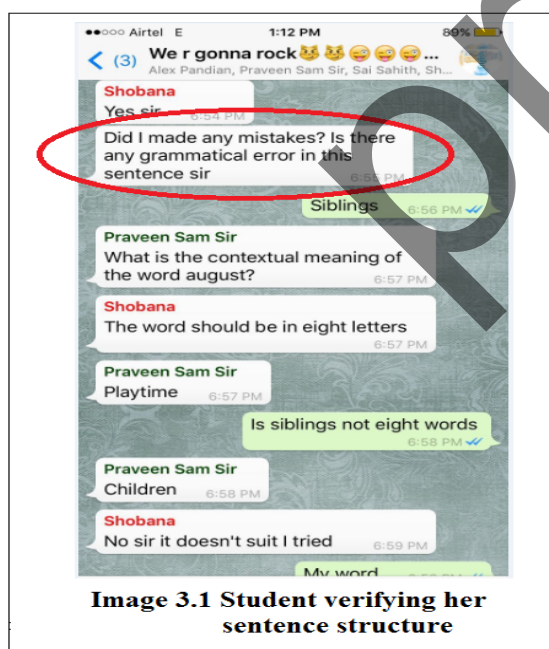 Airtel E 1:12 PM 89%
(3) We r gonna rock😼😼😜😜😜...
Alex Pandian, Praveen Sam Sir, Sai Sahith, Sh...
Shobana
Yes sir 6:54 PM
Did I made any mistakes? Is there
any grammatical error in this
sentence sir 6:55 PM
Siblings 6:56 PM
Praveen Sam Sir
What is the contextual meaning of
the word august? 6:57 PM
Shobana
The word should be in eight letters
6:57 PM
Praveen Sam Sir
Playtime 6:57 PM
Is siblings not eight words
6:58 PM
Praveen Sam Sir
Children 6:58 PM
Shobana
No sir it doesn't suit I tried 6:59 PM
My word
Image 3.1 Student verifying her
sentence structure